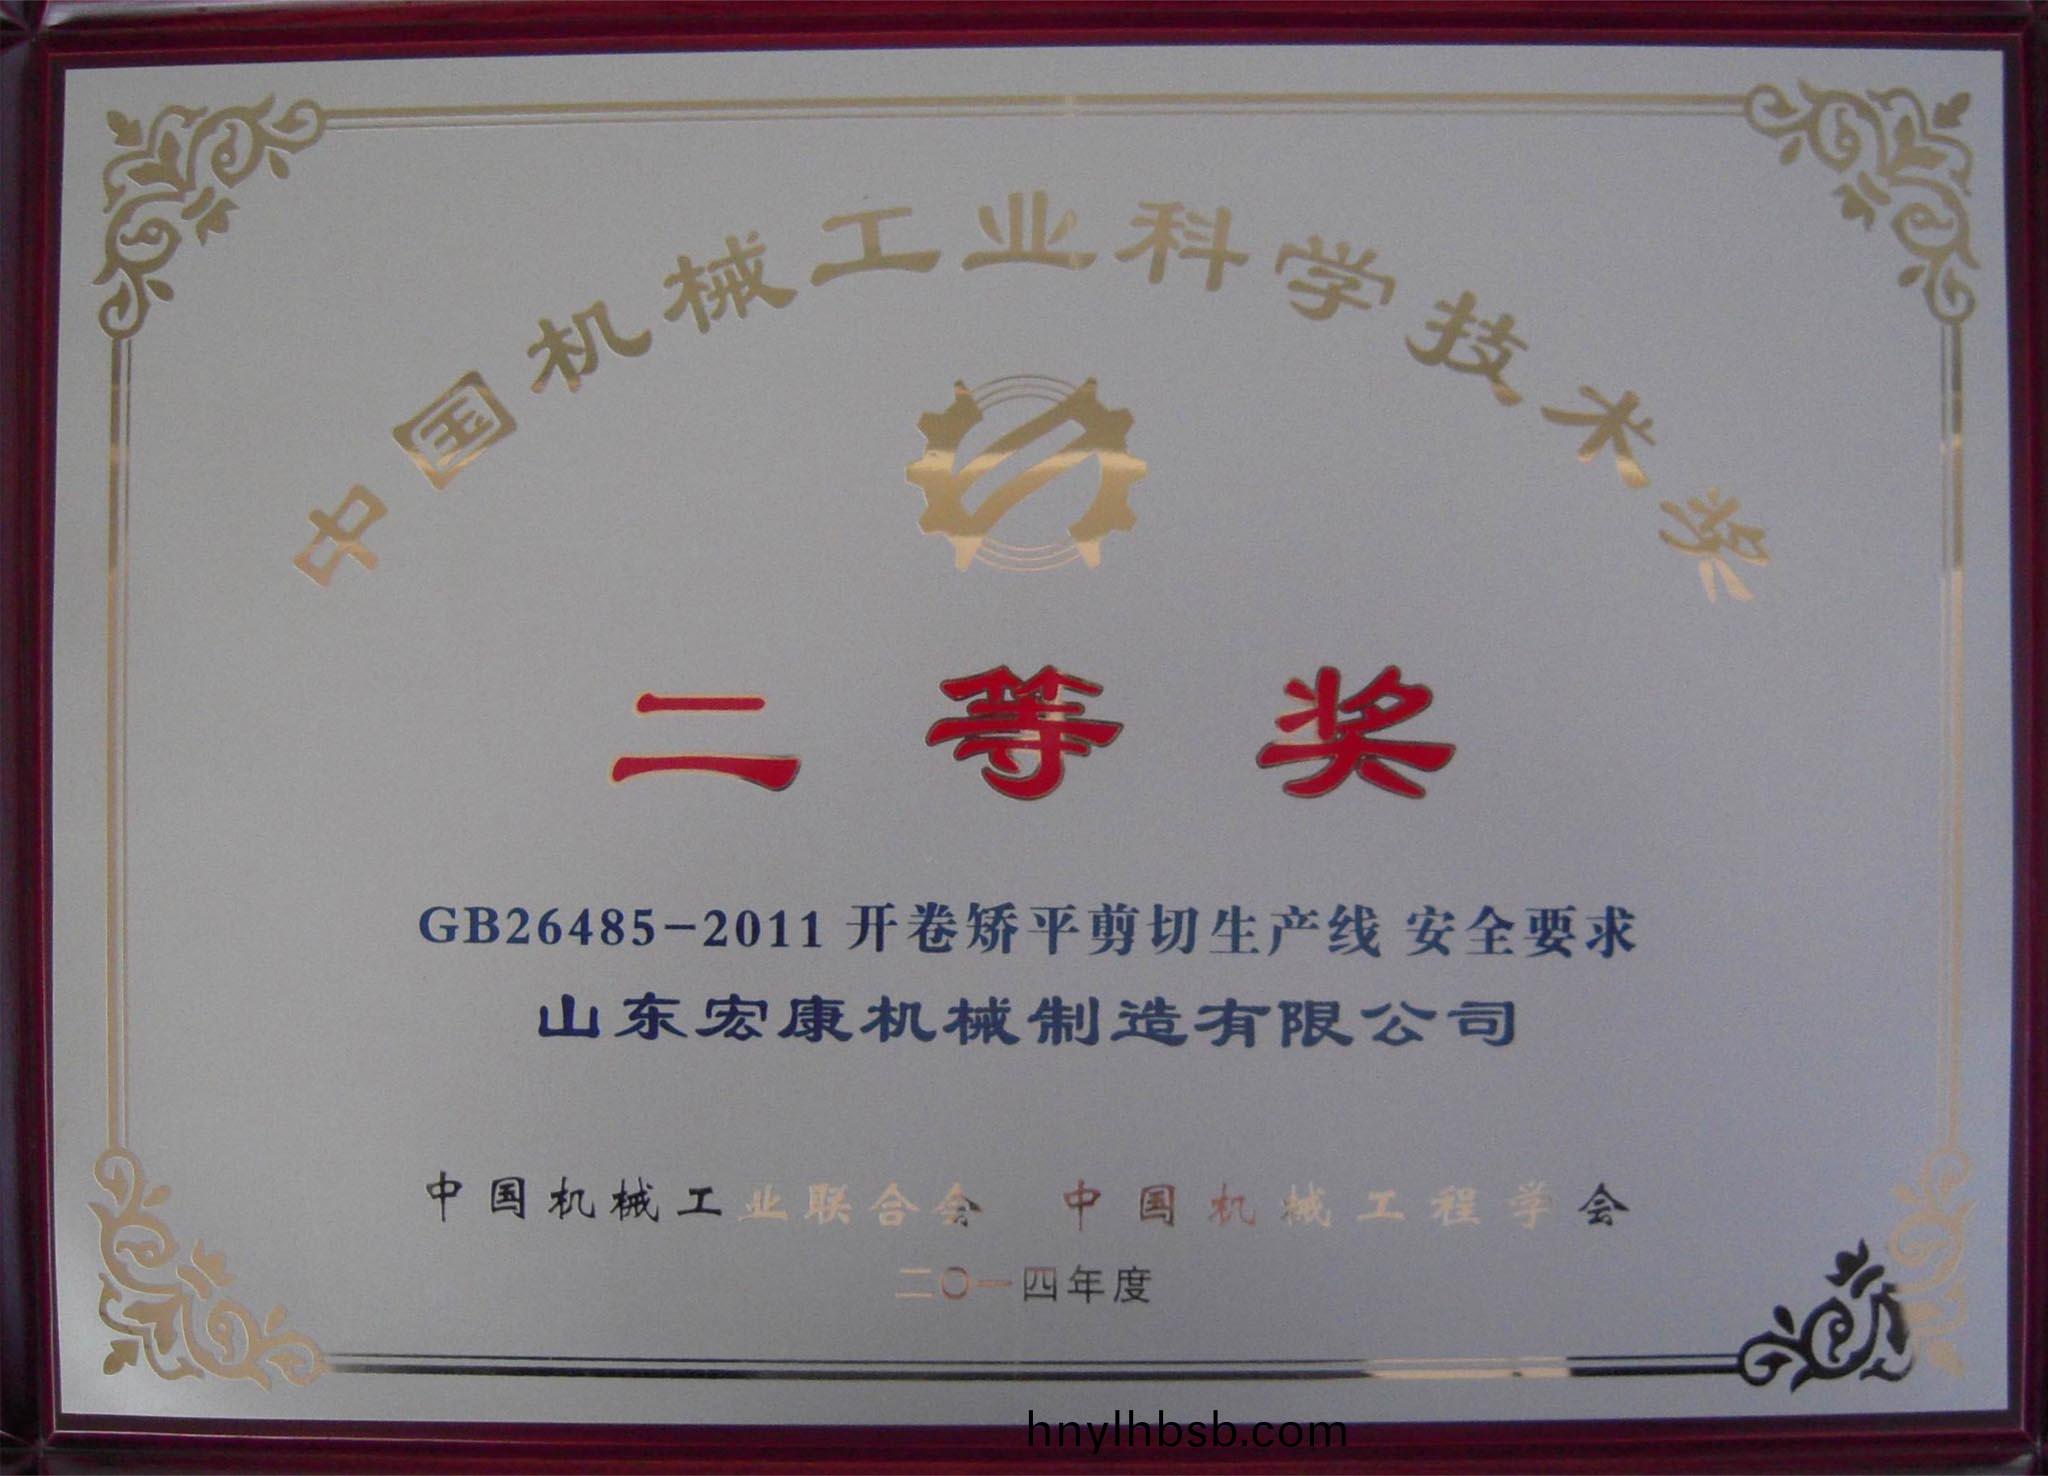 中国机械工业科学技术奖
二等奖
GB26485-2011 开卷矫平剪切生产线 安全要求
山东宏康机械制造有限公司
中国机械工业联合会 中国机械工程学会
二〇一四年度
hnylhbsb.com